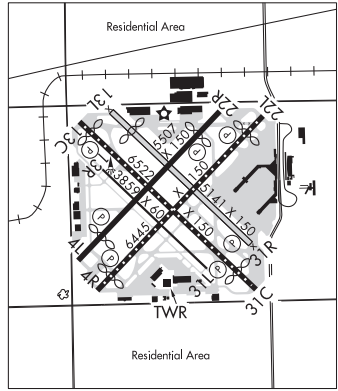 Residential Area
13L
22R
22L
13C
13R
5507 X 150
6522 X 150
3859 X 60
5141 X 150
6445 X 150
P
P
P
P
P
P
P
4L
4R
31L
31R
31C
TWR
Residential Area